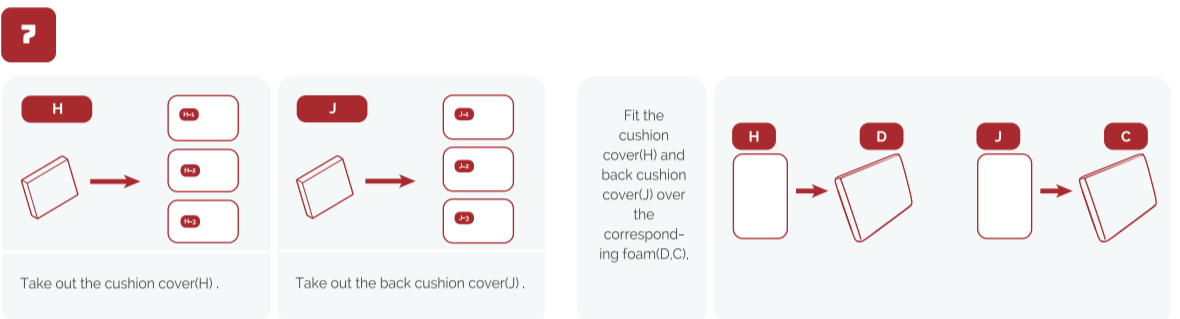 7
H
H-1
H-2
H-3
Take out the cushion cover(H) .
J
J-1
J-2
J-3
Take out the back cushion cover(J) .
Fit the
cushion
cover(H) and
back cushion
cover(J) over
the
correspond-
ing foam(D,C).
H
D
J
C